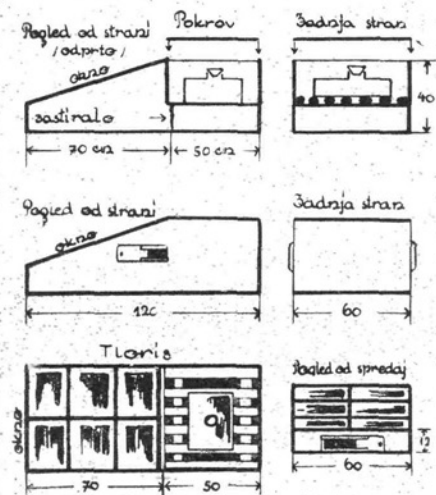 Pogled od strani
/odprto/
Pokrov
Zadnja stran
okno
zastiralo
40
70 cm
50 cm
Pogled od strani
Zadnja stran
okno
120
60
Tloris
Pogled od spredaj
okno
12
60
70
50